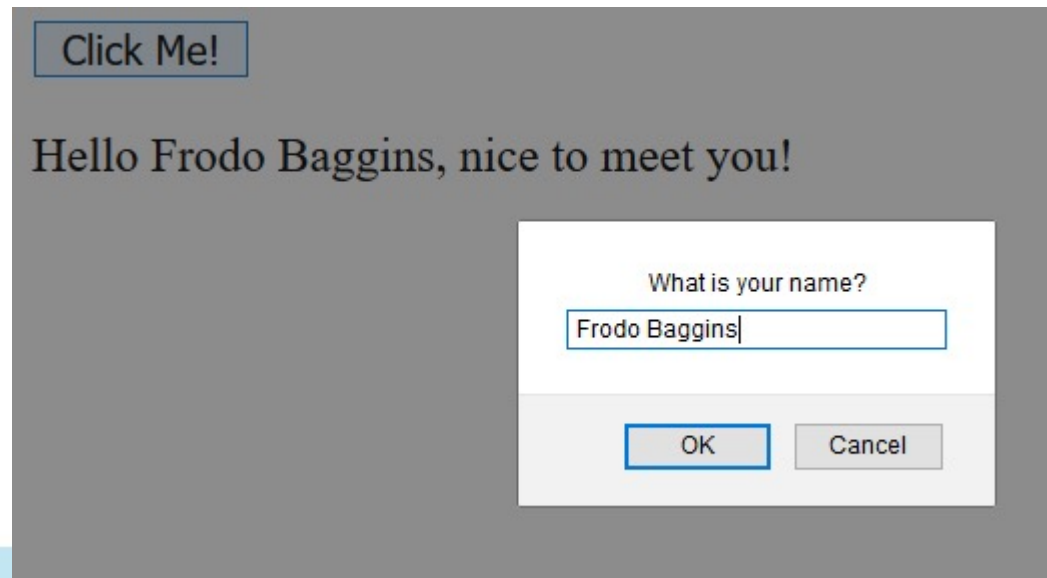 Click Me!
Hello Frodo Baggins, nice to meet you!
What is your name?
Frodo Baggins
OK
Cancel